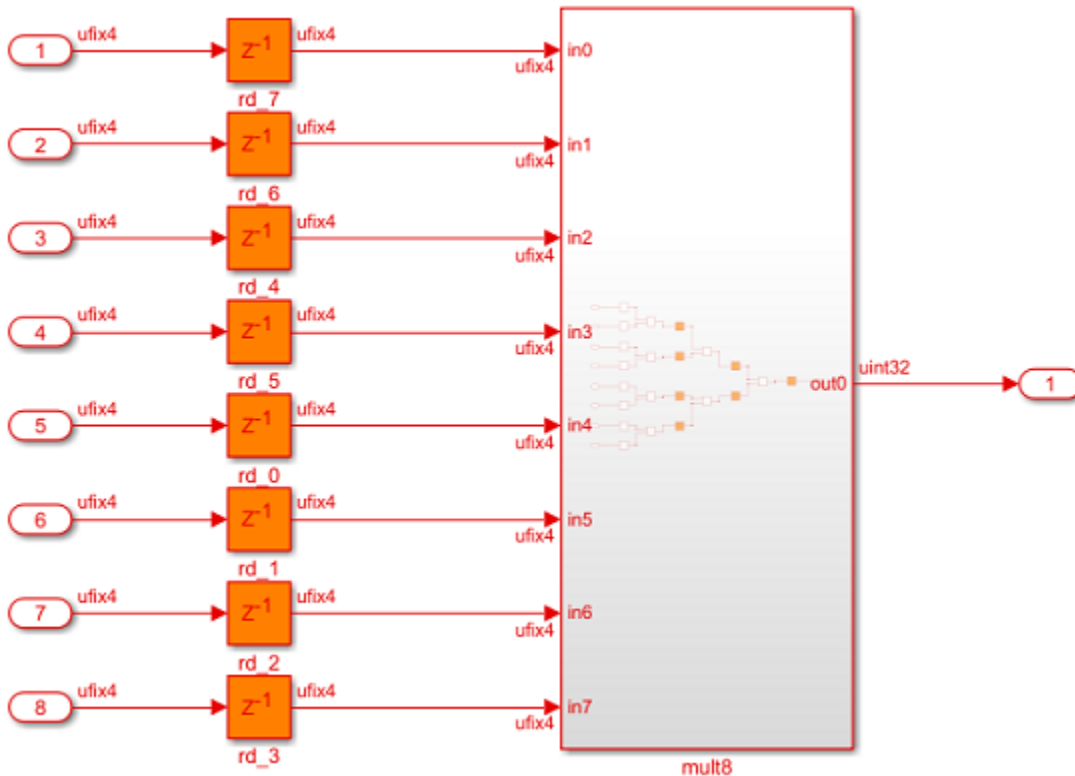 1 ufix4 Z-1 ufix4 ufix4 in0
rd_7
2 ufix4 Z-1 ufix4 ufix4 in1
rd_6
3 ufix4 Z-1 ufix4 ufix4 in2
rd_4
4 ufix4 Z-1 ufix4 ufix4 in3
rd_5
out0 uint32 1
5 ufix4 Z-1 ufix4 ufix4 in4
rd_0
6 ufix4 Z-1 ufix4 ufix4 in5
rd_1
7 ufix4 Z-1 ufix4 ufix4 in6
rd_2
8 ufix4 Z-1 ufix4 ufix4 in7
rd_3
mult8